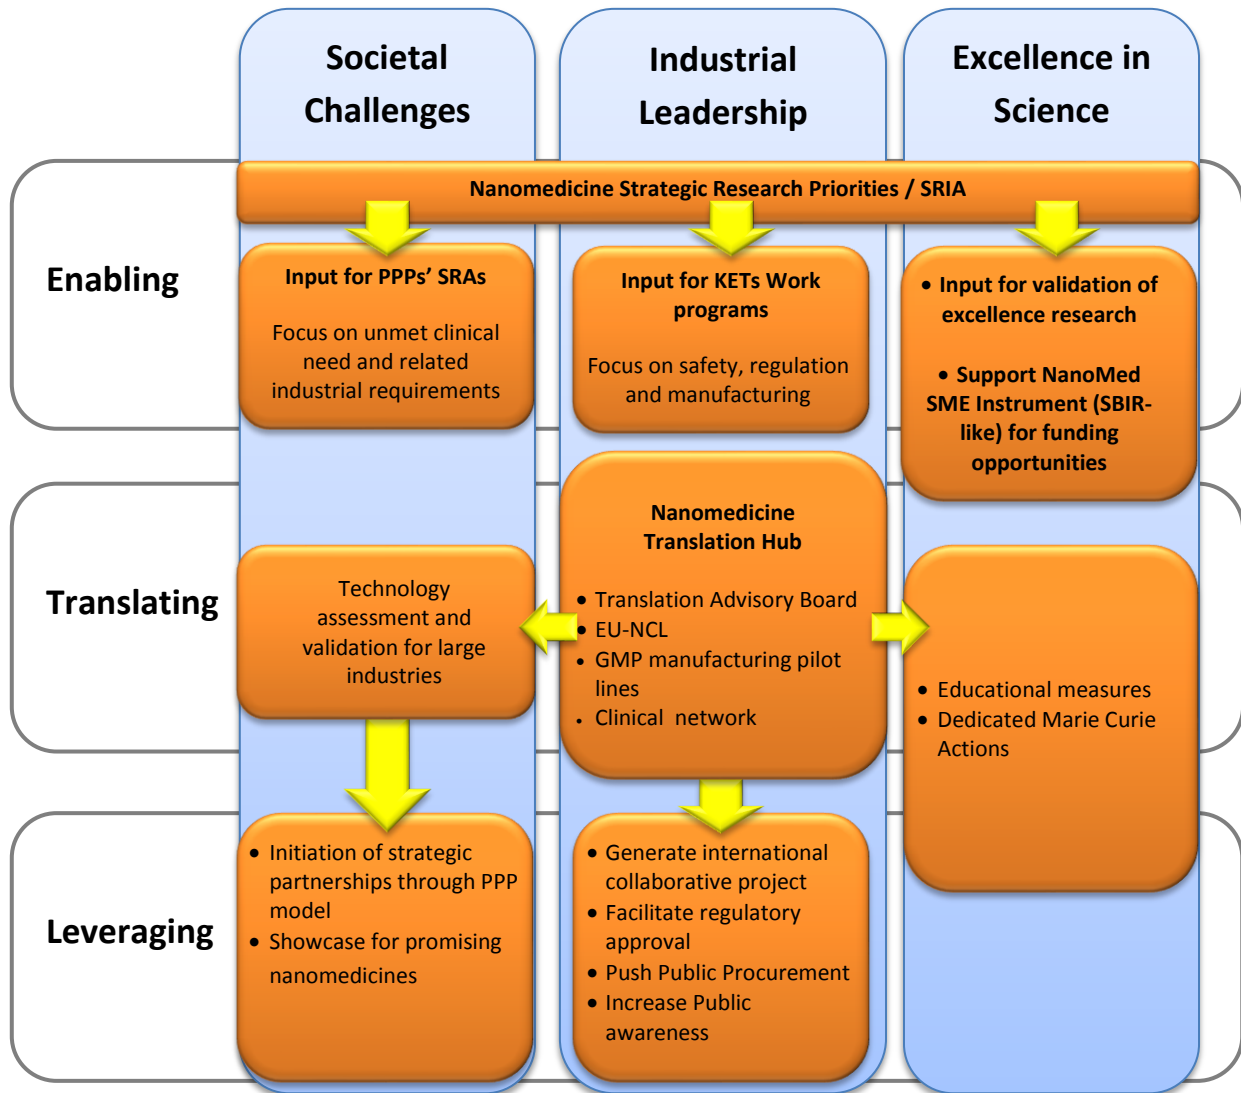 Societal
Challenges
Industrial
Leadership
Excellence in
Science
Nanomedicine Strategic Research Priorities / SRIA
Enabling
Input for PPPs’ SRAs
Focus on unmet clinical
need and related
industrial requirements
Input for KETs Work
programs
Focus on safety, regulation
and manufacturing
• Input for validation of
excellence research
• Support NanoMed
SME Instrument (SBIR-
like) for funding
opportunities
Translating
Technology
assessment and
validation for large
industries
Nanomedicine
Translation Hub
• Translation Advisory Board
• EU-NCL
• GMP manufacturing pilot
lines
• Clinical network
• Educational measures
• Dedicated Marie Curie
Actions
Leveraging
• Initiation of strategic
partnerships through PPP
model
• Showcase for promising
nanomedicines
• Generate international
collaborative project
• Facilitate regulatory
approval
• Push Public Procurement
• Increase Public
awareness